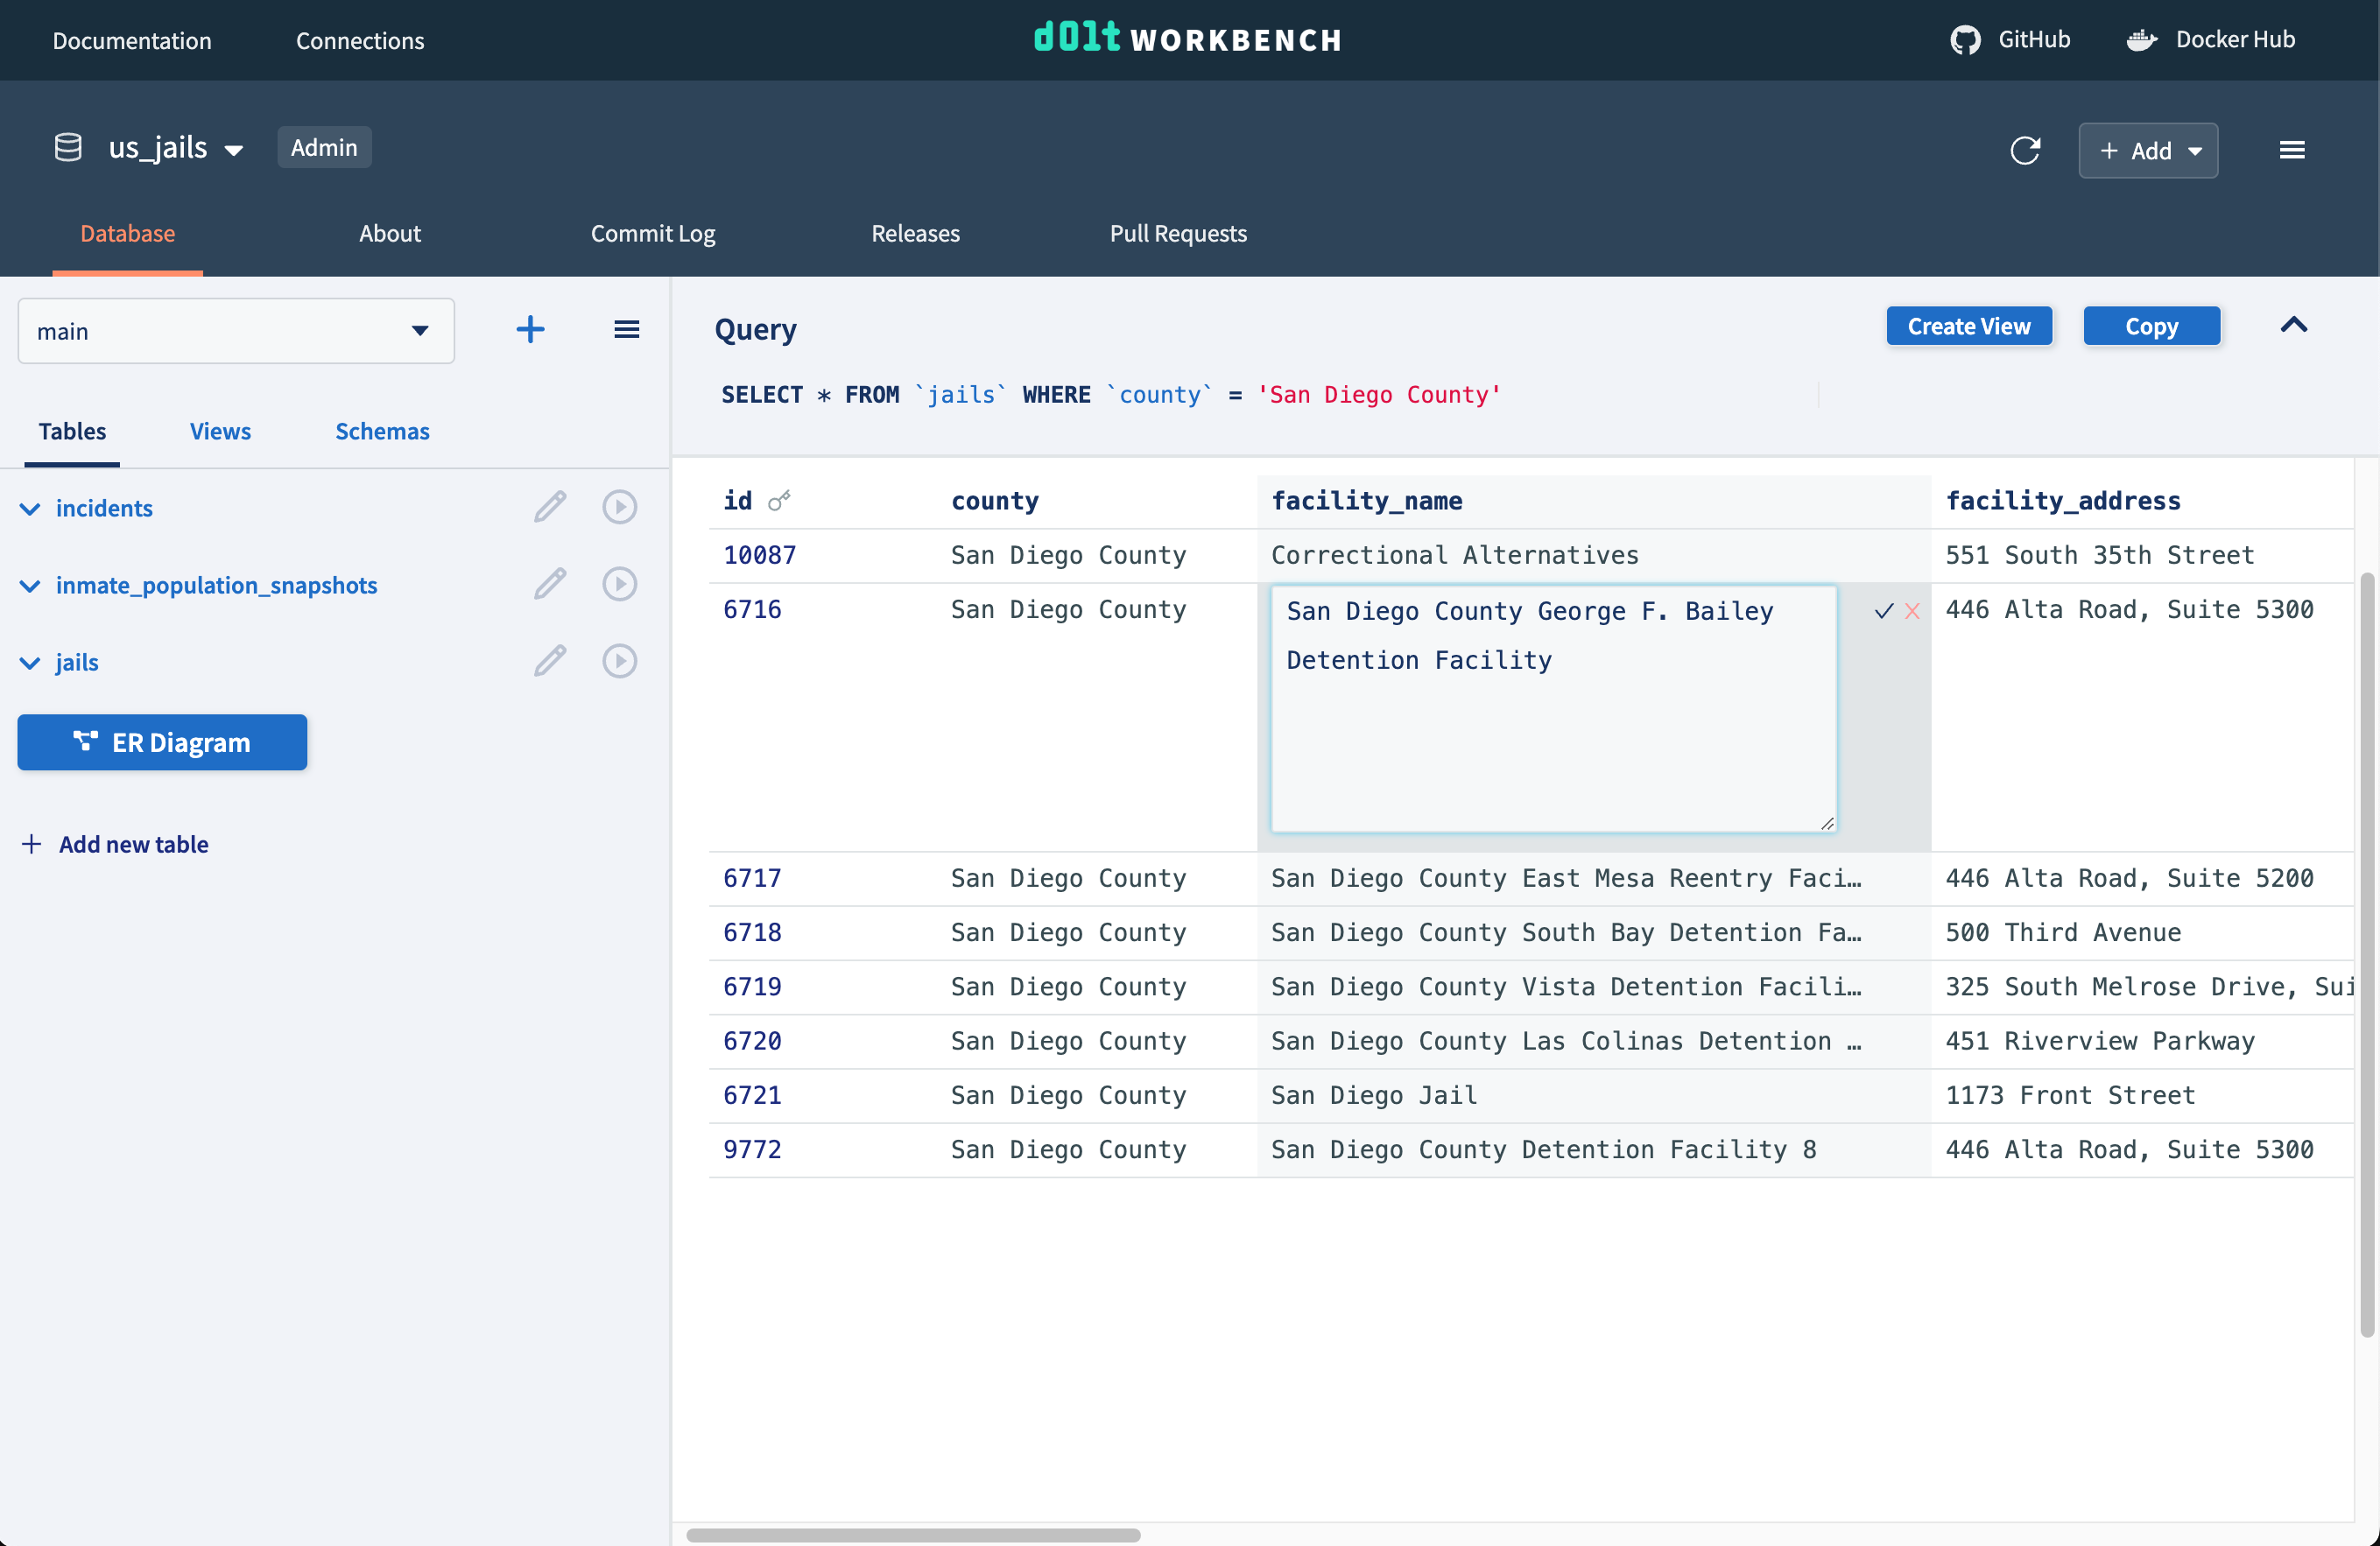 Documentation
Connections
dolt WORKBENCH
GitHub
Docker Hub
us_jails
Admin
+ Add
Database
About
Commit Log
Releases
Pull Requests
main
Query
Create View
Copy
SELECT * FROM `jails` WHERE `county` = 'San Diego County'
Tables
Views
Schemas
incidents
inmate_population_snapshots
jails
ER Diagram
+ Add new table
id county facility_name facility_address
10087 San Diego County Correctional Alternatives 551 South 35th Street
6716 San Diego County San Diego County George F. Bailey 446 Alta Road, Suite 5300
Detention Facility
6717 San Diego County San Diego County East Mesa Reentry Faci… 446 Alta Road, Suite 5200
6718 San Diego County San Diego County South Bay Detention Fa… 500 Third Avenue
6719 San Diego County San Diego County Vista Detention Facili… 325 South Melrose Drive, Sui
6720 San Diego County San Diego County Las Colinas Detention … 451 Riverview Parkway
6721 San Diego County San Diego Jail 1173 Front Street
9772 San Diego County San Diego County Detention Facility 8 446 Alta Road, Suite 5300